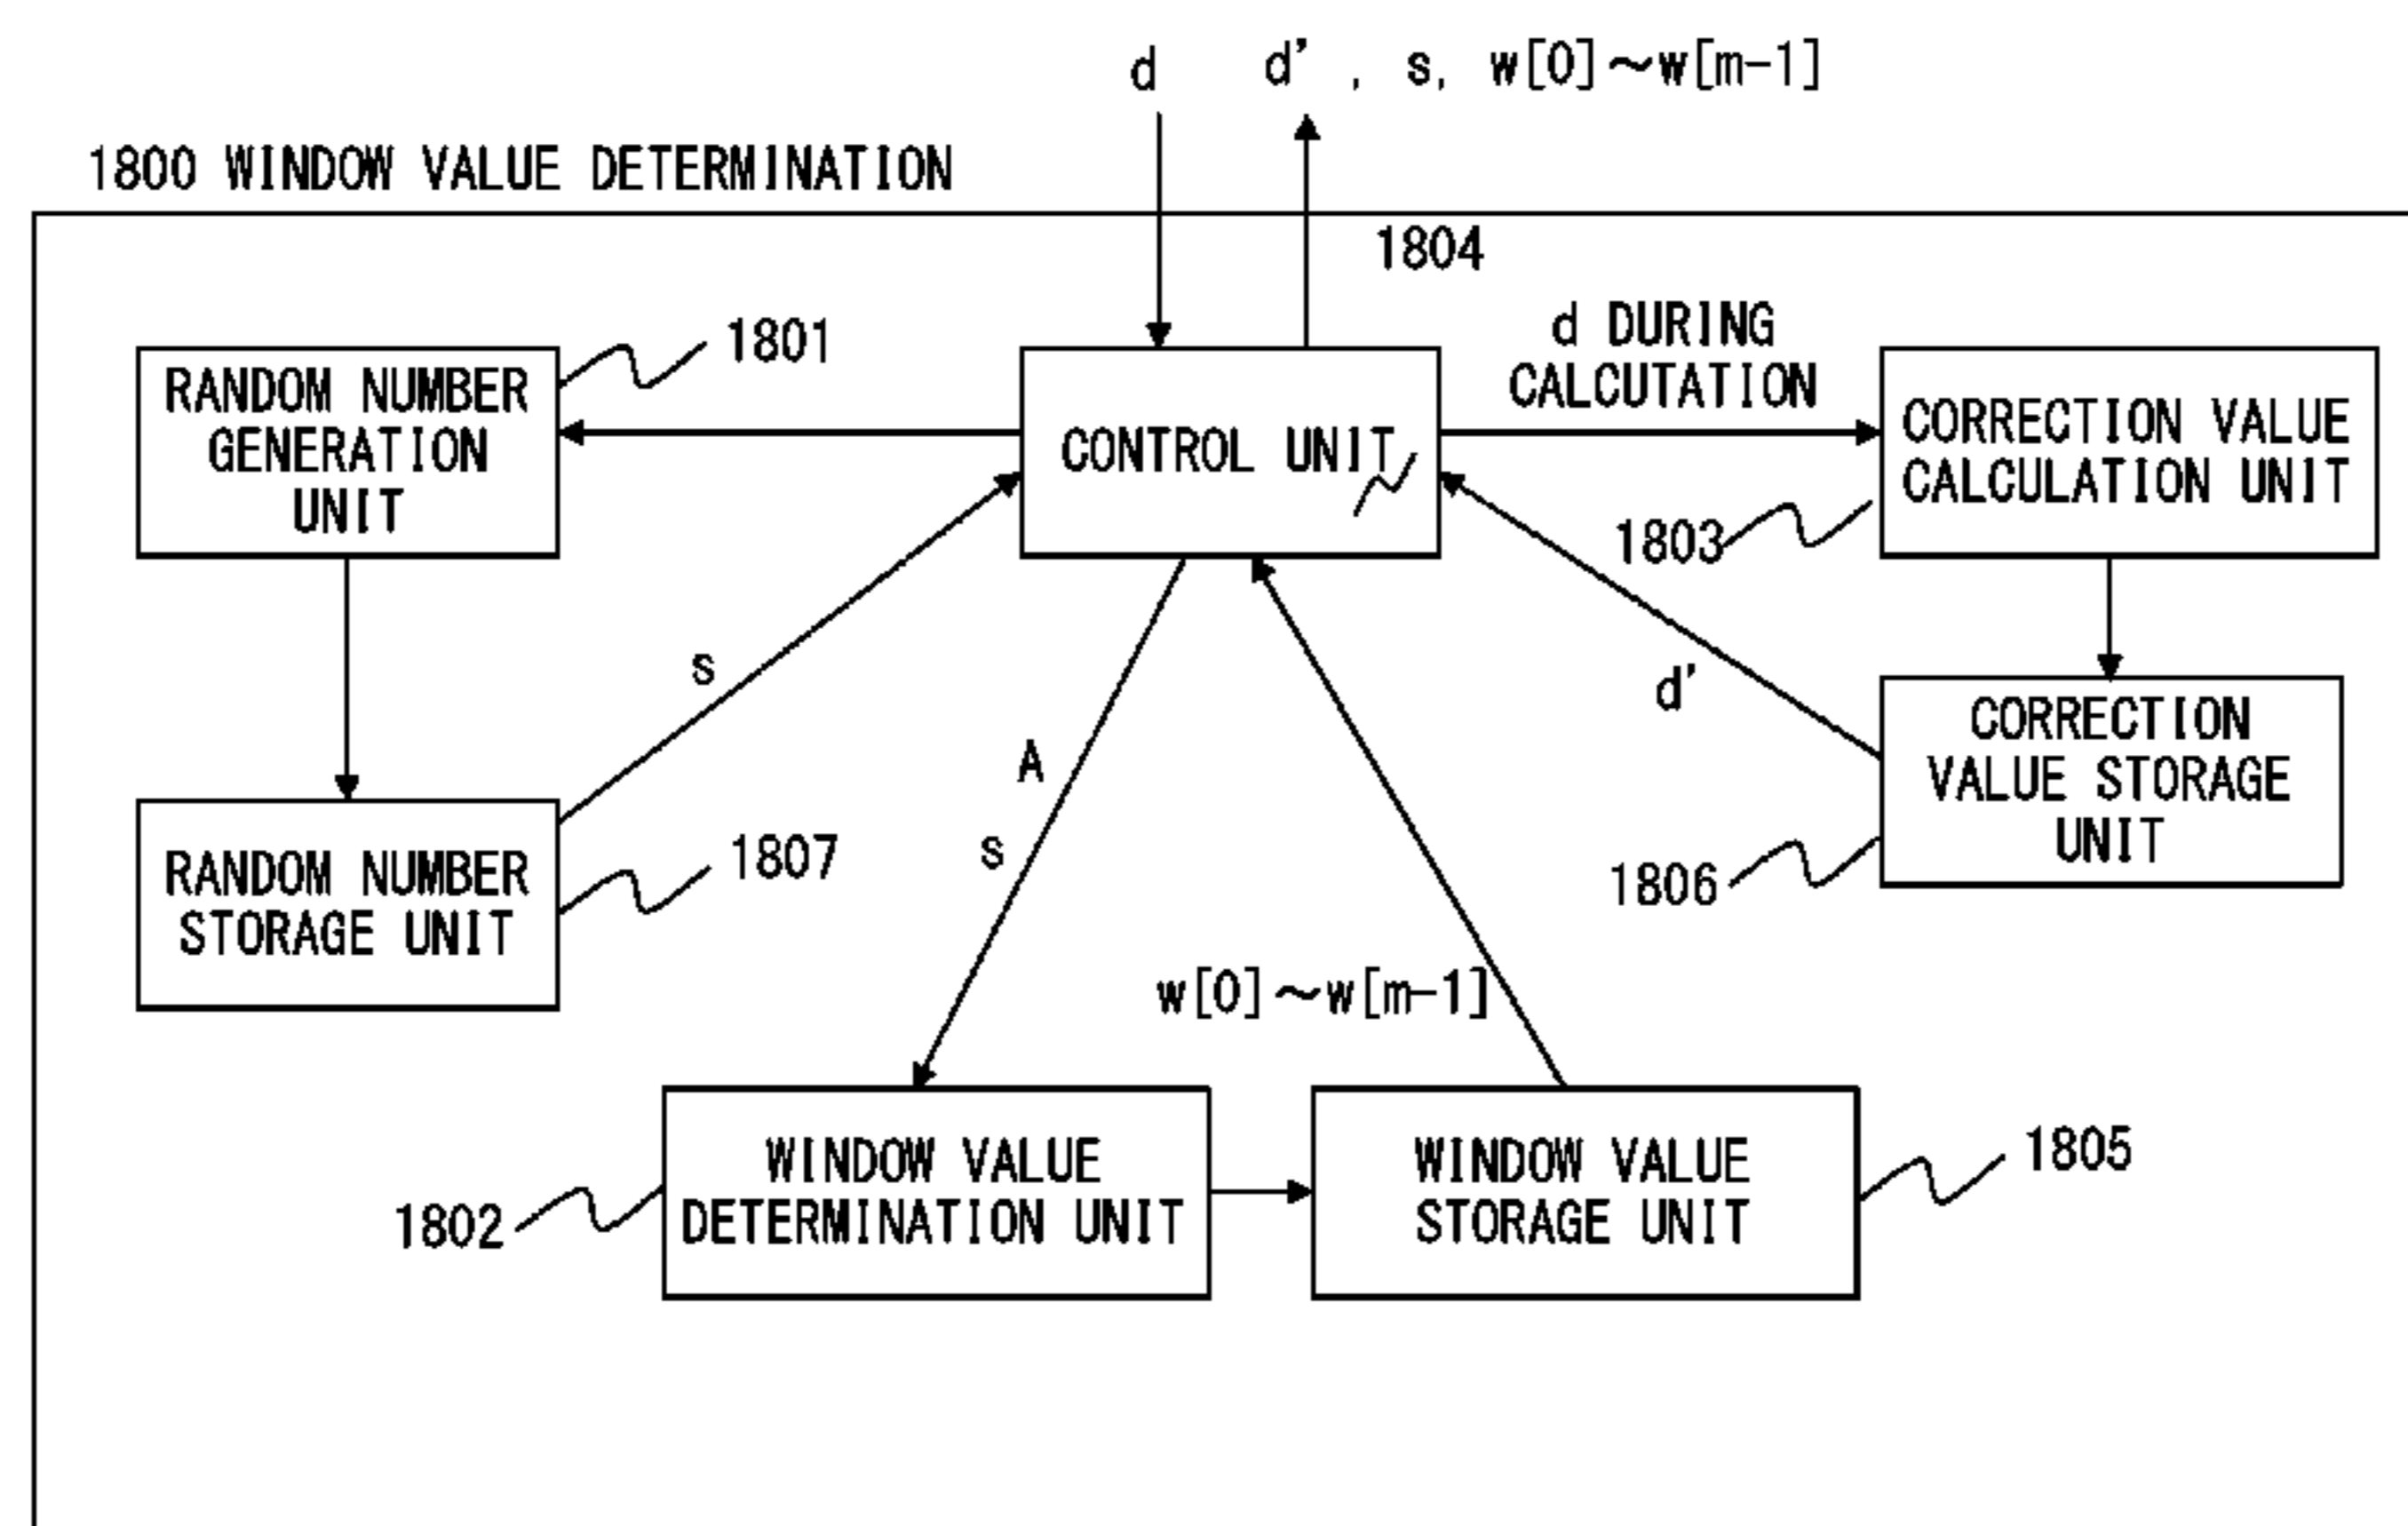 d d' , s, w[0]～w[m-1]
1800 WINDOW VALUE DETERMINATION
1804
d DURING
CALCUTATION
1801
RANDOM NUMBER
GENERATION
UNIT
CONTROL UNIT
CORRECTION VALUE
CALCULATION UNIT
1803
s
d'
CORRECTION
VALUE STORAGE
UNIT
A
s
1807
1806
RANDOM NUMBER
STORAGE UNIT
w[0]～w[m-1]
WINDOW VALUE
DETERMINATION UNIT
WINDOW VALUE
STORAGE UNIT
1805
1802